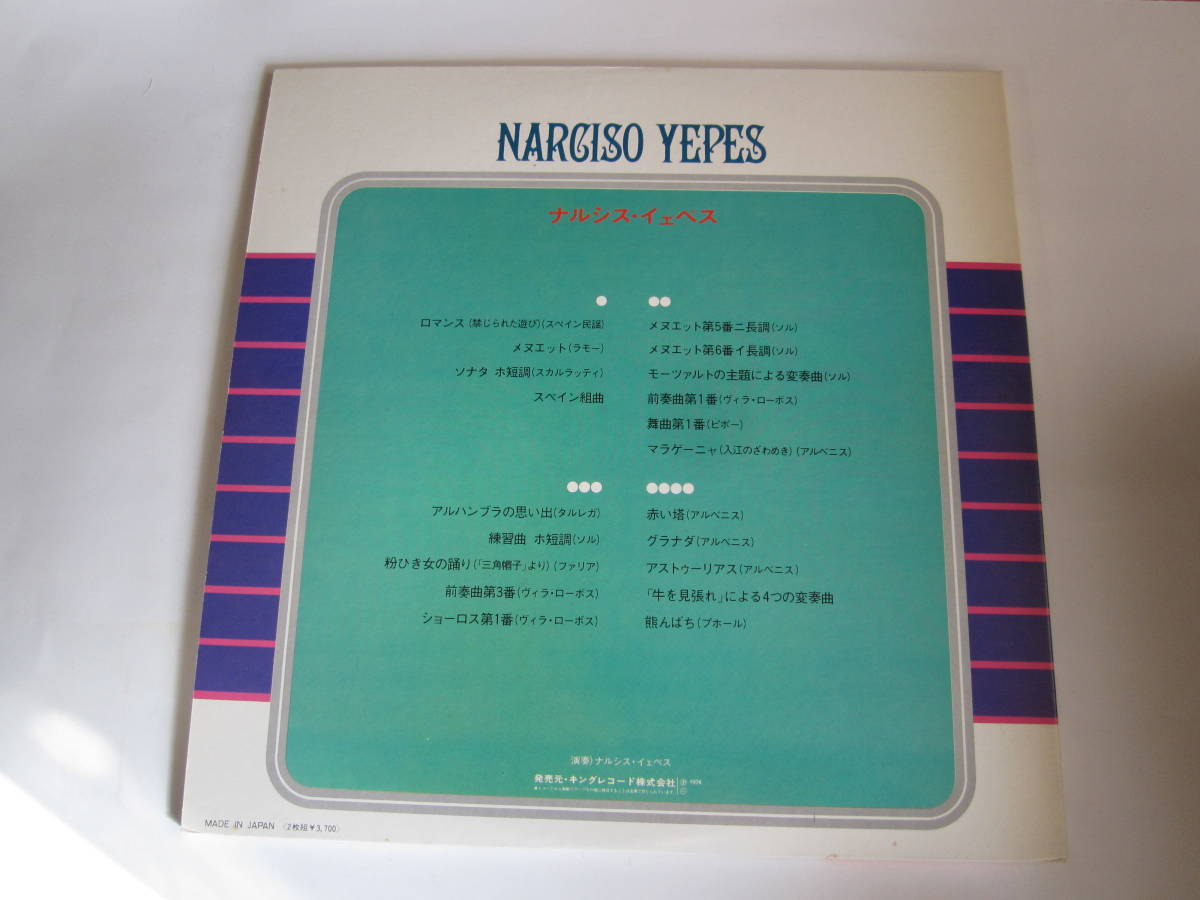 NARCISO YEPES
ナルシス・イェペス
ロマンス (禁じられた遊び) (スペイン民謡)
メヌエット (ラモー)
ソナタ ホ短調 (スカルラッティ)
スペイン組曲
メヌエット第5番ニ長調 (ソル)
メヌエット第6番イ長調 (ソル)
モーツァルトの主題による変奏曲 (ソル)
前奏曲第1番 (ヴィラ・ローボス)
舞曲第1番 (ピポー)
マラゲーニャ (入江のざわめき) (アルベニス)
アルハンブラの思い出 (タルレガ)
練習曲 ホ短調 (ソル)
粉ひき女の踊り (「三角帽子」より) (ファリア)
前奏曲第3番 (ヴィラ・ローボス)
ショーロス第1番 (ヴィラ・ローボス)
赤い塔 (アルベニス)
グラナダ (アルベニス)
アストゥーリアス (アルベニス)
「牛を見張れ」による4つの変奏曲
熊んばち (プホール)
演奏) ナルシス・イェペス
発売元・キングレコード株式会社
MADE IN JAPAN 〈2枚組¥3,700〉